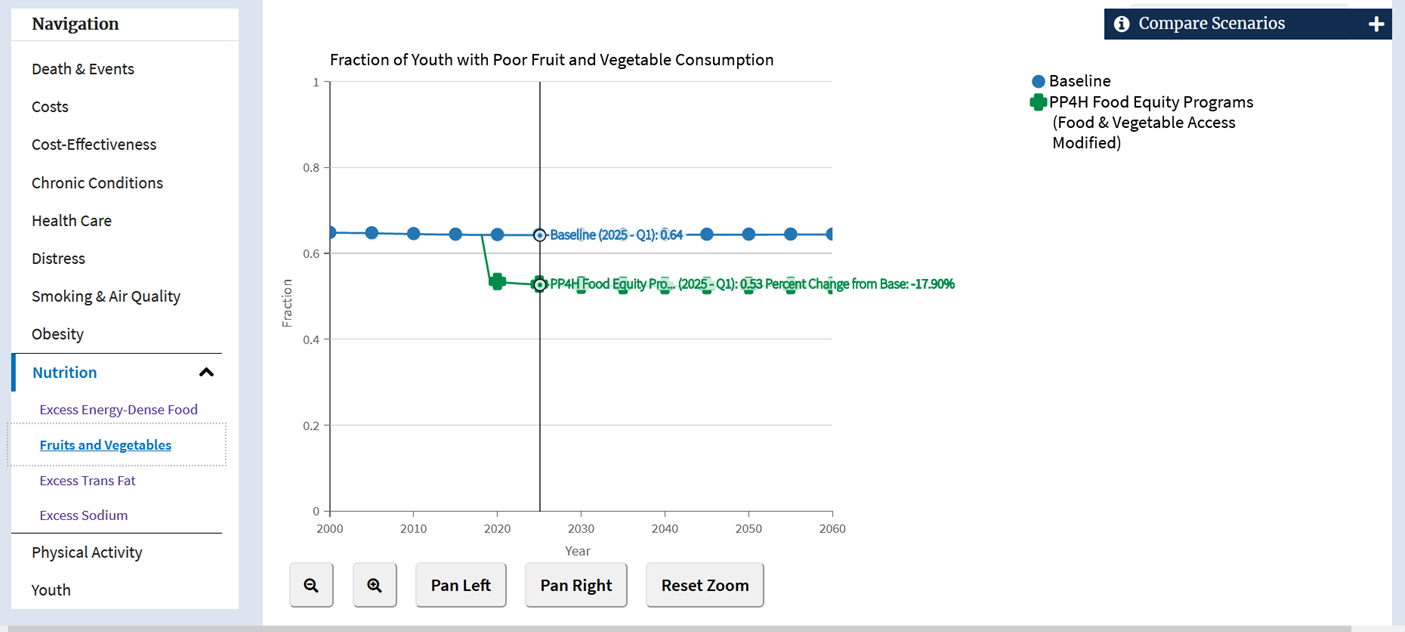 Navigation
Death & Events
Costs
Cost-Effectiveness
Chronic Conditions
Health Care
Distress
Smoking & Air Quality
Obesity
Nutrition
Excess Energy-Dense Food
Fruits and Vegetables
Excess Trans Fat
Excess Sodium
Physical Activity
Youth
Compare Scenarios
Fraction of Youth with Poor Fruit and Vegetable Consumption
Baseline
PP4H Food Equity Programs
(Food & Vegetable Access
Modified)
1
0.8
0.6
0.4
0.2
0
Fraction
Baseline (2025 - Q1): 0.64
PP4H Food Equity Pro... (2025 - Q1): 0.53 Percent Change from Base: -17.90%
2000 2010 2020 2030 2040 2050 2060
Year
Pan Left
Pan Right
Reset Zoom